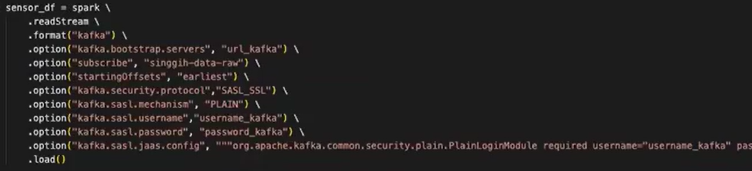 sensor_df = spark \
.readStream \
.format("kafka") \
.option("kafka.bootstrap.servers", "url_kafka") \
.option("subscribe", "singgih-data-raw") \
.option("startingOffsets", "earliest") \
.option("kafka.security.protocol","SASL_SSL") \
.option("kafka.sasl.mechanism", "PLAIN") \
.option("kafka.sasl.username","username_kafka") \
.option("kafka.sasl.password", "password_kafka") \
.option("kafka.sasl.jaas.config", """org.apache.kafka.common.security.plain.PlainLoginModule required username="username_kafka" pas
.load()